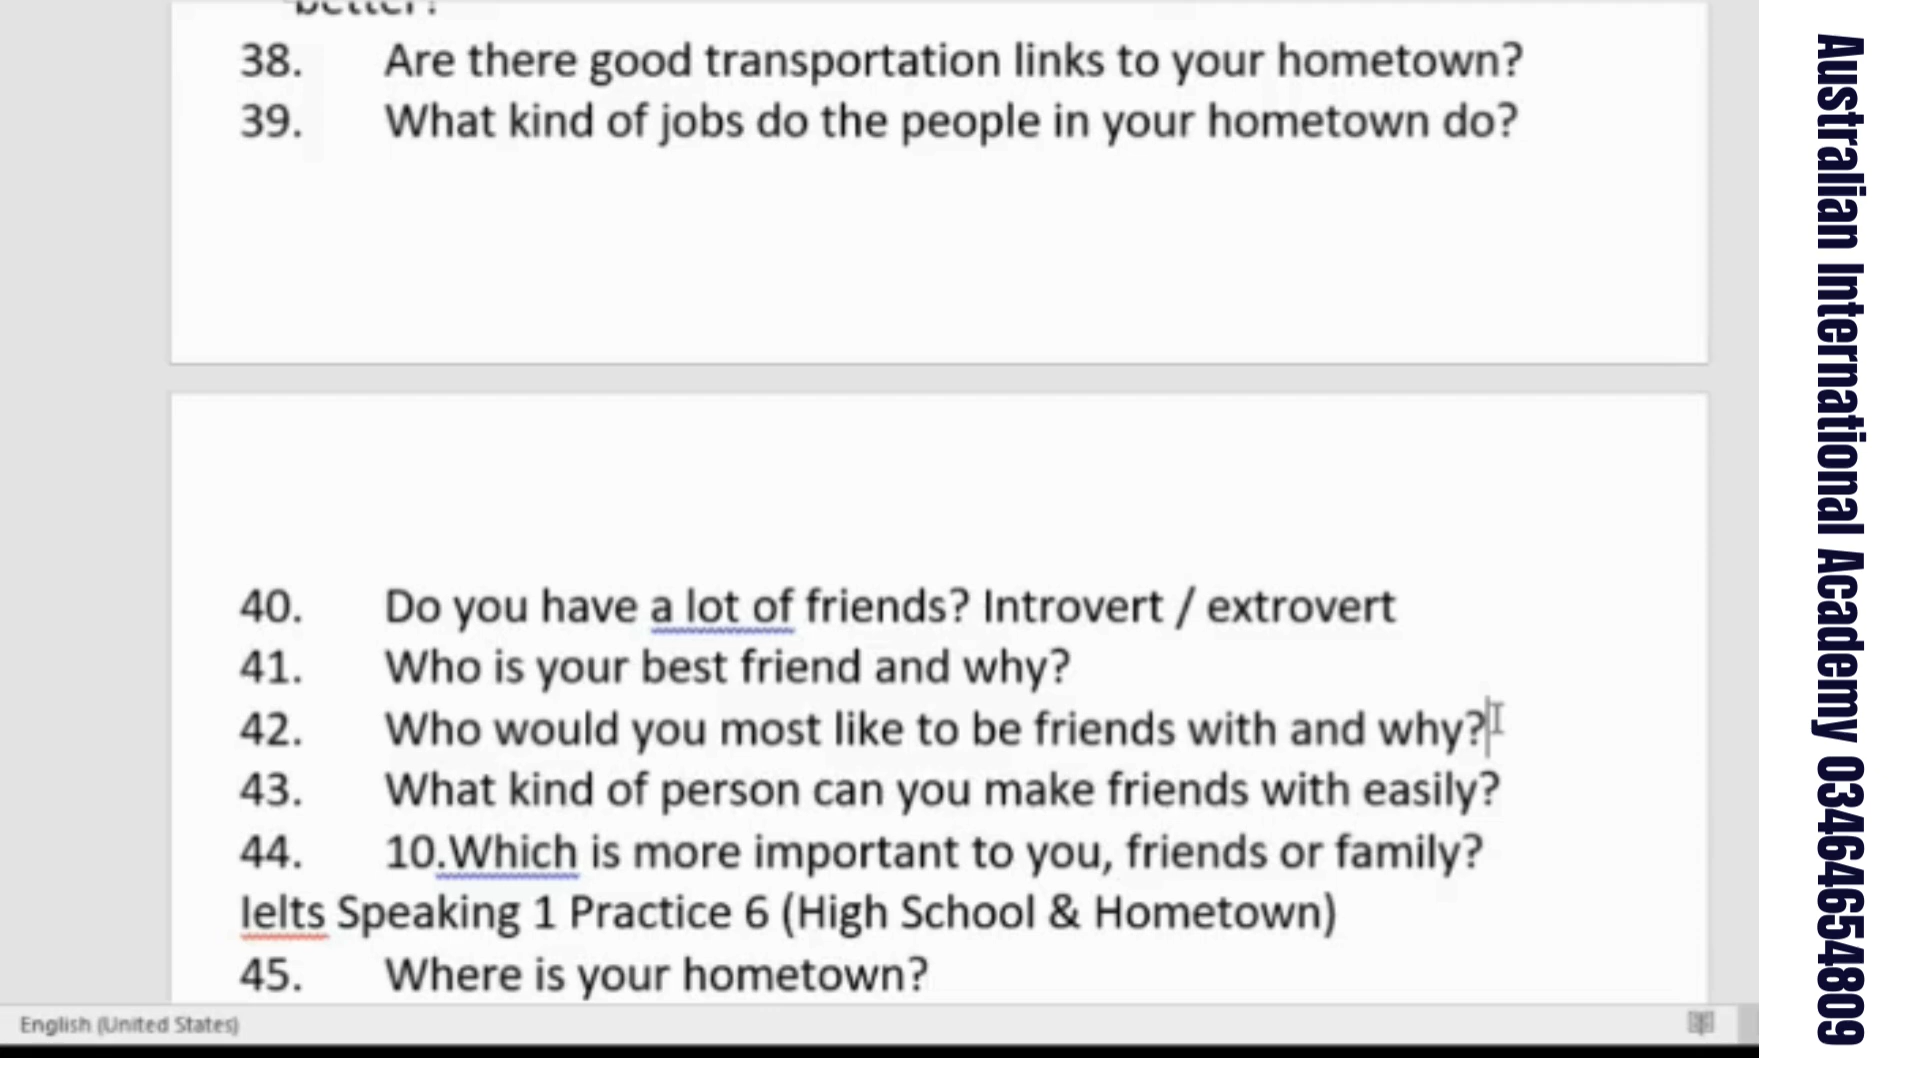 better?
38. Are there good transportation links to your hometown?
39. What kind of jobs do the people in your hometown do?
40. Do you have a lot of friends? Introvert / extrovert
41. Who is your best friend and why?
42. Who would you most like to be friends with and why?
43. What kind of person can you make friends with easily?
44. 10.Which is more important to you, friends or family?
Ielts Speaking 1 Practice 6 (High School & Hometown)
45. Where is your hometown?
English (United States)
Australian International Academy 03464654809